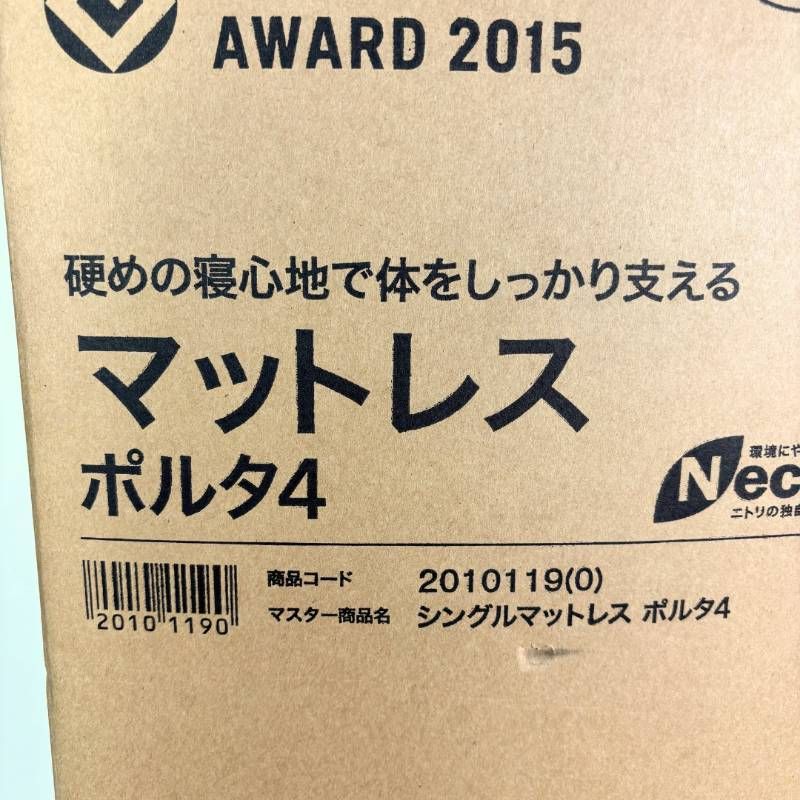 AWARD 2015
硬めの寝心地で体をしっかり支える
マットレス
ポルタ4
環境にや
Nec
ニトリの独自
商品コード 2010119(0)
マスター商品名 シングルマットレス ポルタ4
2010 1190